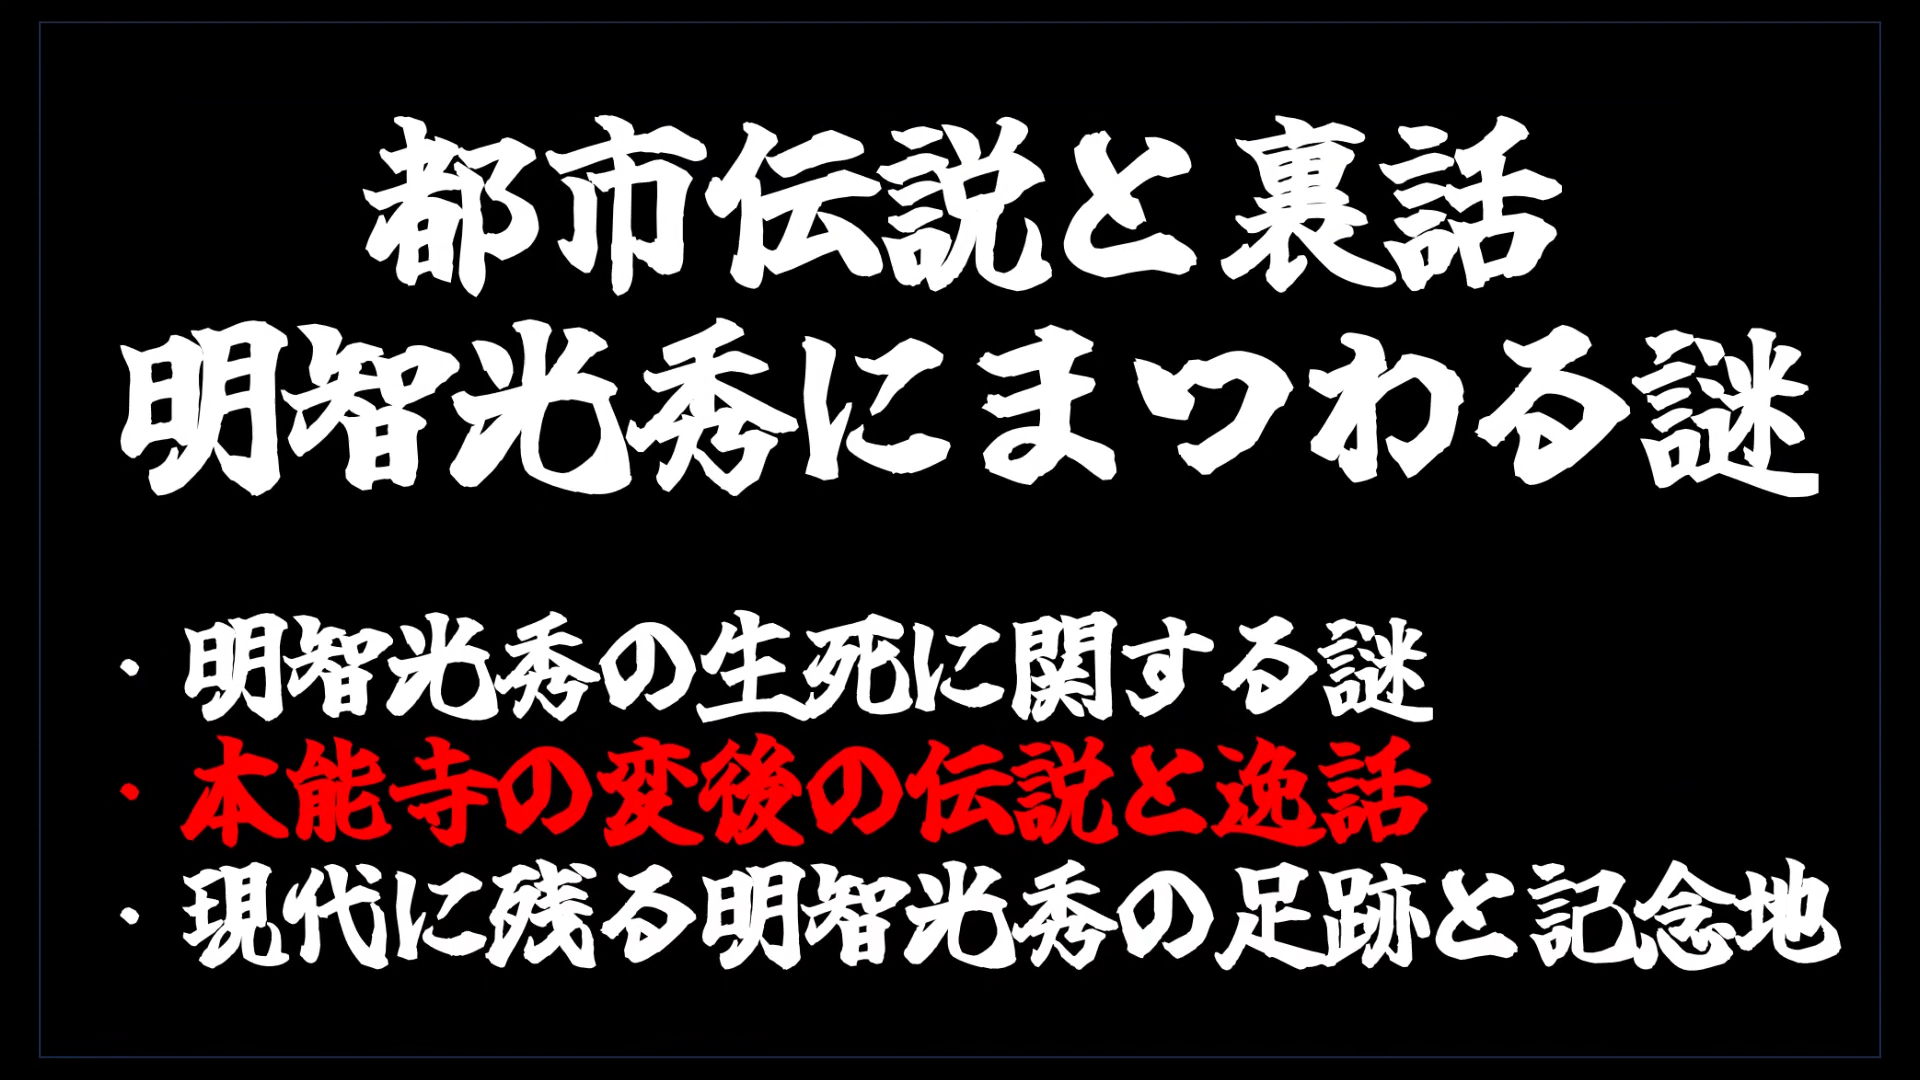 都市伝説と裏話
明智光秀にまつわる謎
・明智光秀の生死に関する謎
・本能寺の変後の伝説と逸話
・現代に残る明智光秀の足跡と記念地